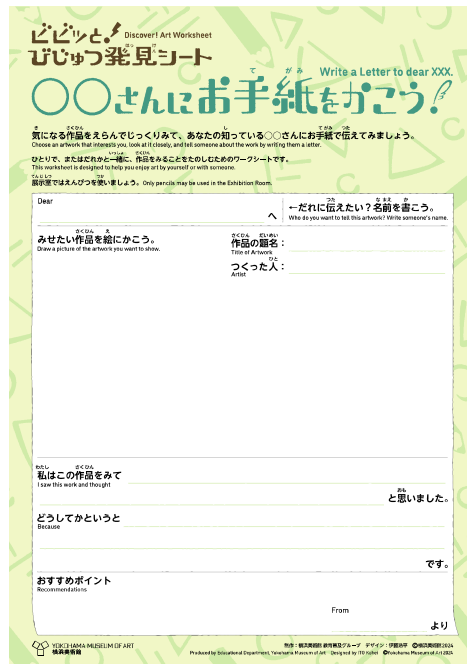 ビビッと! Discover! Art Worksheet
びじゅつ発見シート
Write a Letter to dear XXX.
○○さんにお手紙をかこう!
気になる作品をえらんでじっくりみて、あなたの知っている○○さんにお手紙で伝えてみましょう。
Choose an artwork that interests you, look at it closely, and tell someone about the work by writing them a letter.
ひとりで、またはだれかと一緒に、作品をみることをたのしむためのワークシートです。
This worksheet is designed to help you enjoy art by yourself or with someone.
展示室ではえんぴつを使いましょう。Only pencils may be used in the Exhibition Room.
Dear
へ
←だれに伝えたい?名前を書こう。
Who do you want to tell this artwork? Write someone's name.
みせたい作品を絵にかこう。
Draw a picture of the artwork you want to show.
作品の題名:
Title of Artwork
つくった人:
Artist
私はこの作品をみて
I saw this work and thought
と思いました。
どうしてかというと
Because
です。
おすすめポイント
Recommendations
From
より
YOKOHAMA MUSEUM OF ART
横浜美術館
制作:横浜美術館 教育普及グループ デザイン:伊藤浩平 ©横浜美術館2024
Produced by Educational Department, Yokohama Museum of Art Designed by ITO Kohei ©Yokohama Museum of Art 2024